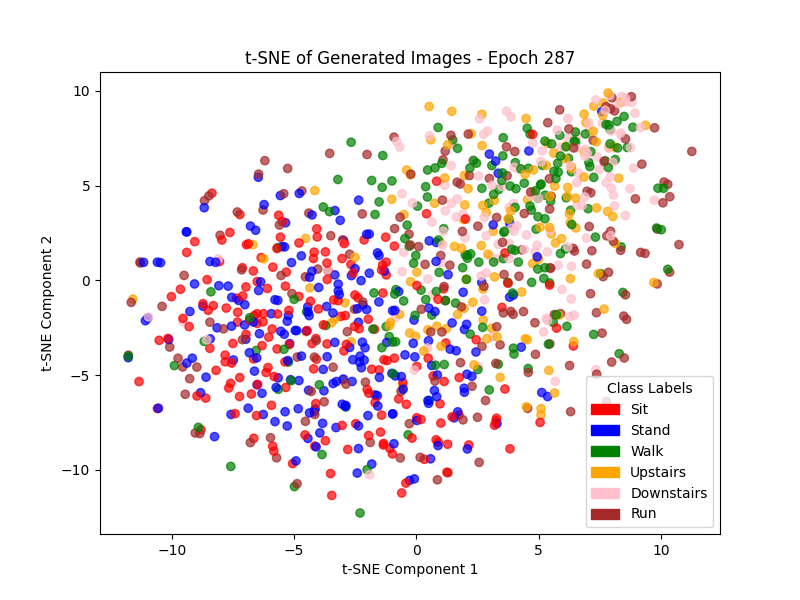 t-SNE of Generated Images - Epoch 287
10
5
0
−5
−10
t-SNE Component 2
Class Labels
Sit
Stand
Walk
Upstairs
Downstairs
Run
−10 −5 0 5 10
t-SNE Component 1